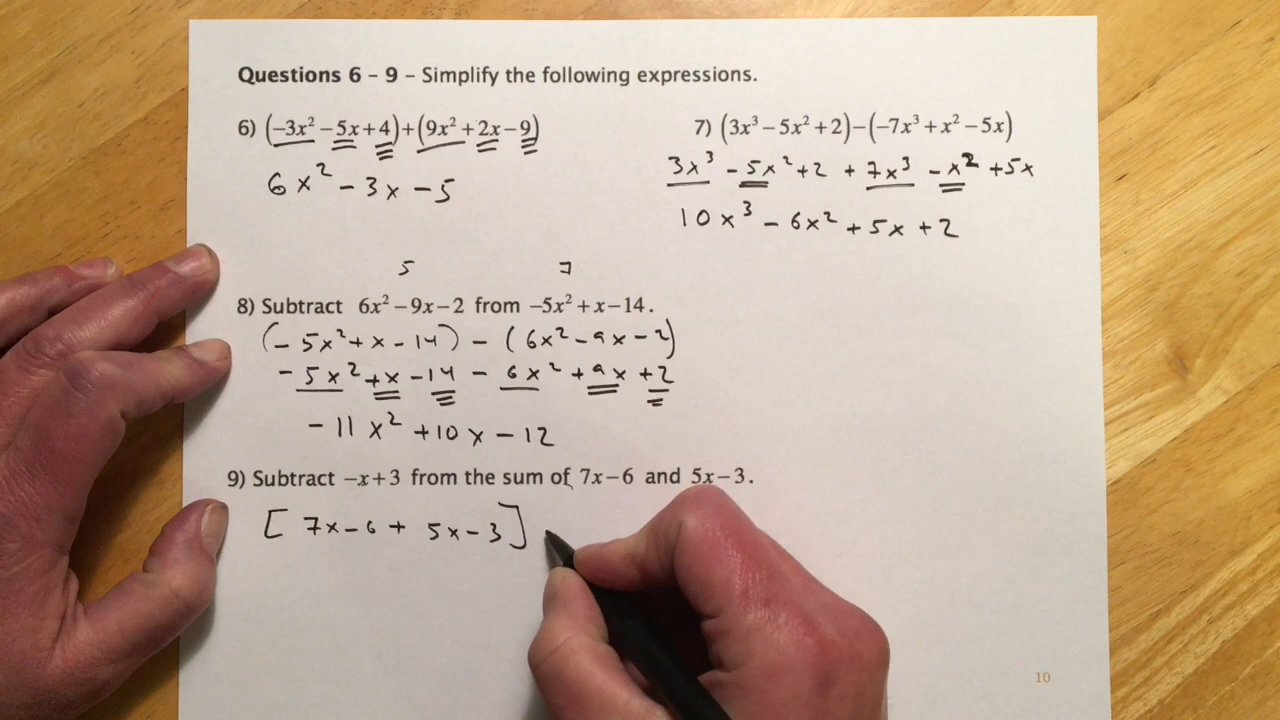 Questions 6 – 9 – Simplify the following expressions.
6) (−3x² − 5x + 4) + (9x² + 2x − 9)
6x² − 3x − 5
7) (3x³ − 5x² + 2) − (−7x³ + x² − 5x)
3x³ − 5x² + 2 + 7x³ − x² + 5x
10x³ − 6x² + 5x + 2
5 7
8) Subtract 6x² − 9x − 2 from −5x² + x − 14.
(− 5x² + x − 14) − (6x² − 9x − 2)
− 5x² + x − 14 − 6x² + 9x + 2
− 11x² + 10x − 12
9) Subtract −x + 3 from the sum of 7x − 6 and 5x − 3.
[ 7x − 6 + 5x − 3 ]
10